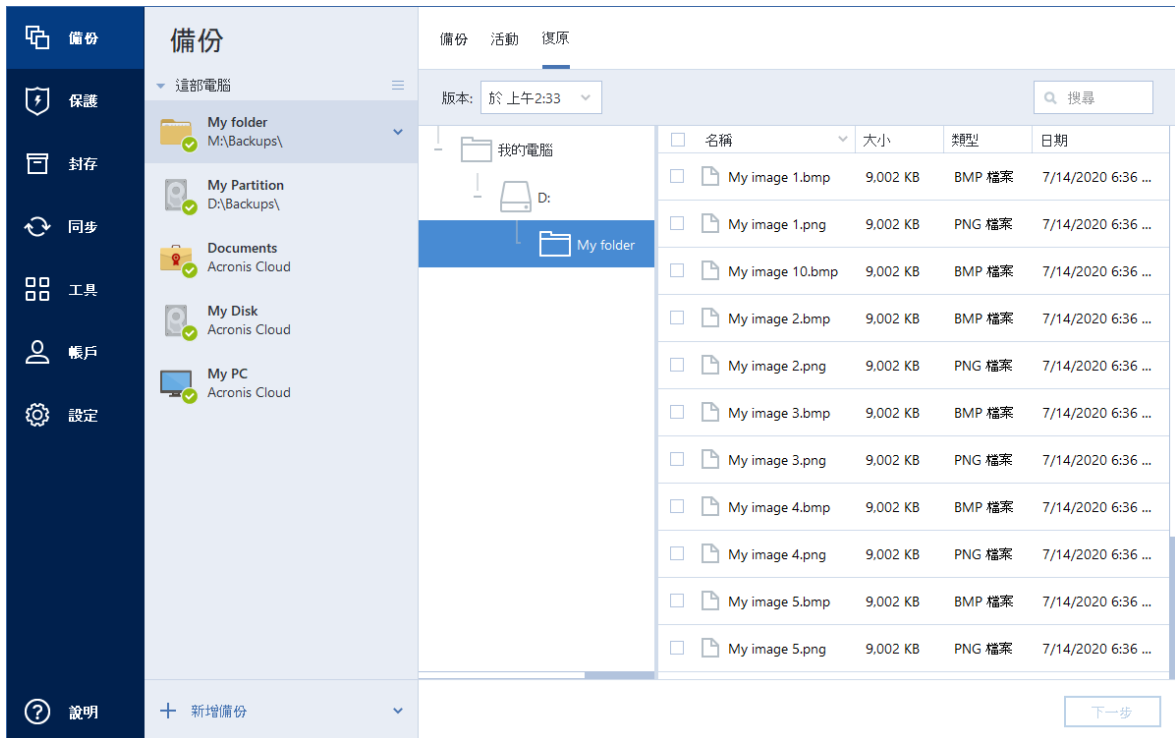 備份
保護
封存
同步
工具
帳戶
設定
說明
備份
這部電腦
My folder
M:\Backups\
My Partition
D:\Backups\
Documents
Acronis Cloud
My Disk
Acronis Cloud
My PC
Acronis Cloud
新增備份
備份 活動 復原
版本: 於 上午2:33
搜尋
我的電腦
D:
My folder
名稱 大小 類型 日期
My image 1.bmp 9,002 KB BMP 檔案 7/14/2020 6:36 ...
My image 1.png 9,002 KB PNG 檔案 7/14/2020 6:36 ...
My image 10.bmp 9,002 KB BMP 檔案 7/14/2020 6:36 ...
My image 2.bmp 9,002 KB BMP 檔案 7/14/2020 6:36 ...
My image 2.png 9,002 KB PNG 檔案 7/14/2020 6:36 ...
My image 3.bmp 9,002 KB BMP 檔案 7/14/2020 6:36 ...
My image 3.png 9,002 KB PNG 檔案 7/14/2020 6:36 ...
My image 4.bmp 9,002 KB BMP 檔案 7/14/2020 6:36 ...
My image 4.png 9,002 KB PNG 檔案 7/14/2020 6:36 ...
My image 5.bmp 9,002 KB BMP 檔案 7/14/2020 6:36 ...
My image 5.png 9,002 KB PNG 檔案 7/14/2020 6:36 ...
下一步